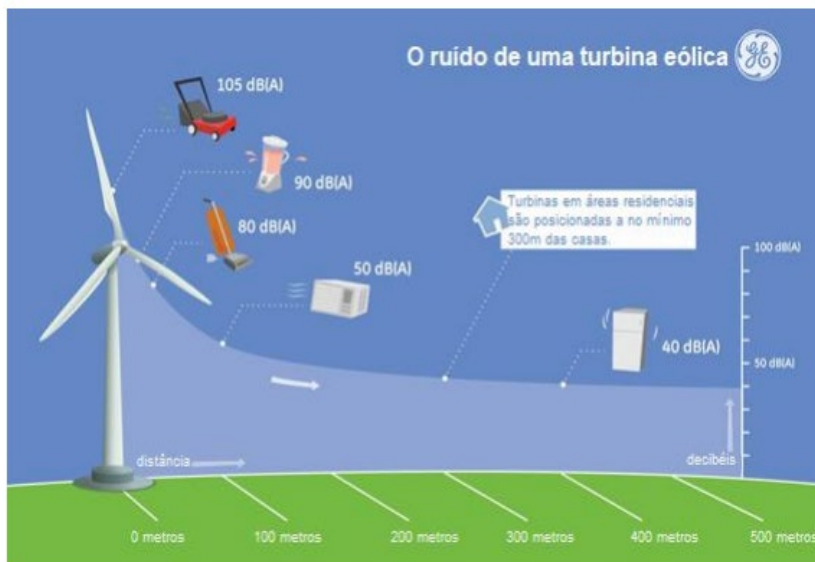 O ruído de uma turbina eólica
GE
105 dB(A)
90 dB(A)
80 dB(A)
50 dB(A)
Turbinas em áreas residenciais
são posicionadas a no mínimo
300m das casas.
100 dB(A)
40 dB(A)
50 dB(A)
distância
decibéis
0 metros
100 metros
200 metros
300 metros
400 metros
500 metros